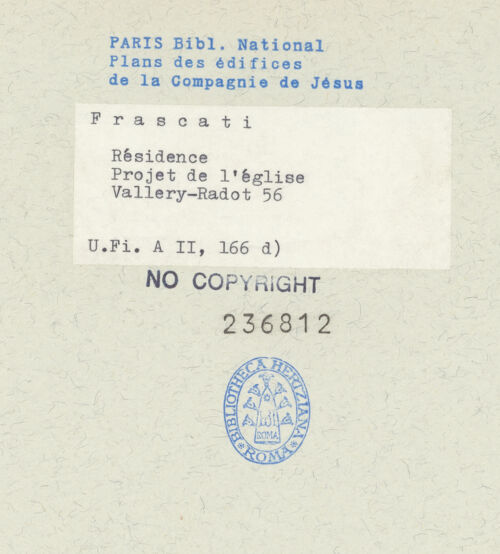 PARIS Bibl. National
Plans des édifices
de la Compagnie de Jésus
Frascati
Résidence
Projet de l'église
Vallery-Radot 56
U.Fi. A II, 166 d)
NO COPYRIGHT
236812
BIBLIOTHECA HERTZIANA
ROMA
*ROMA*